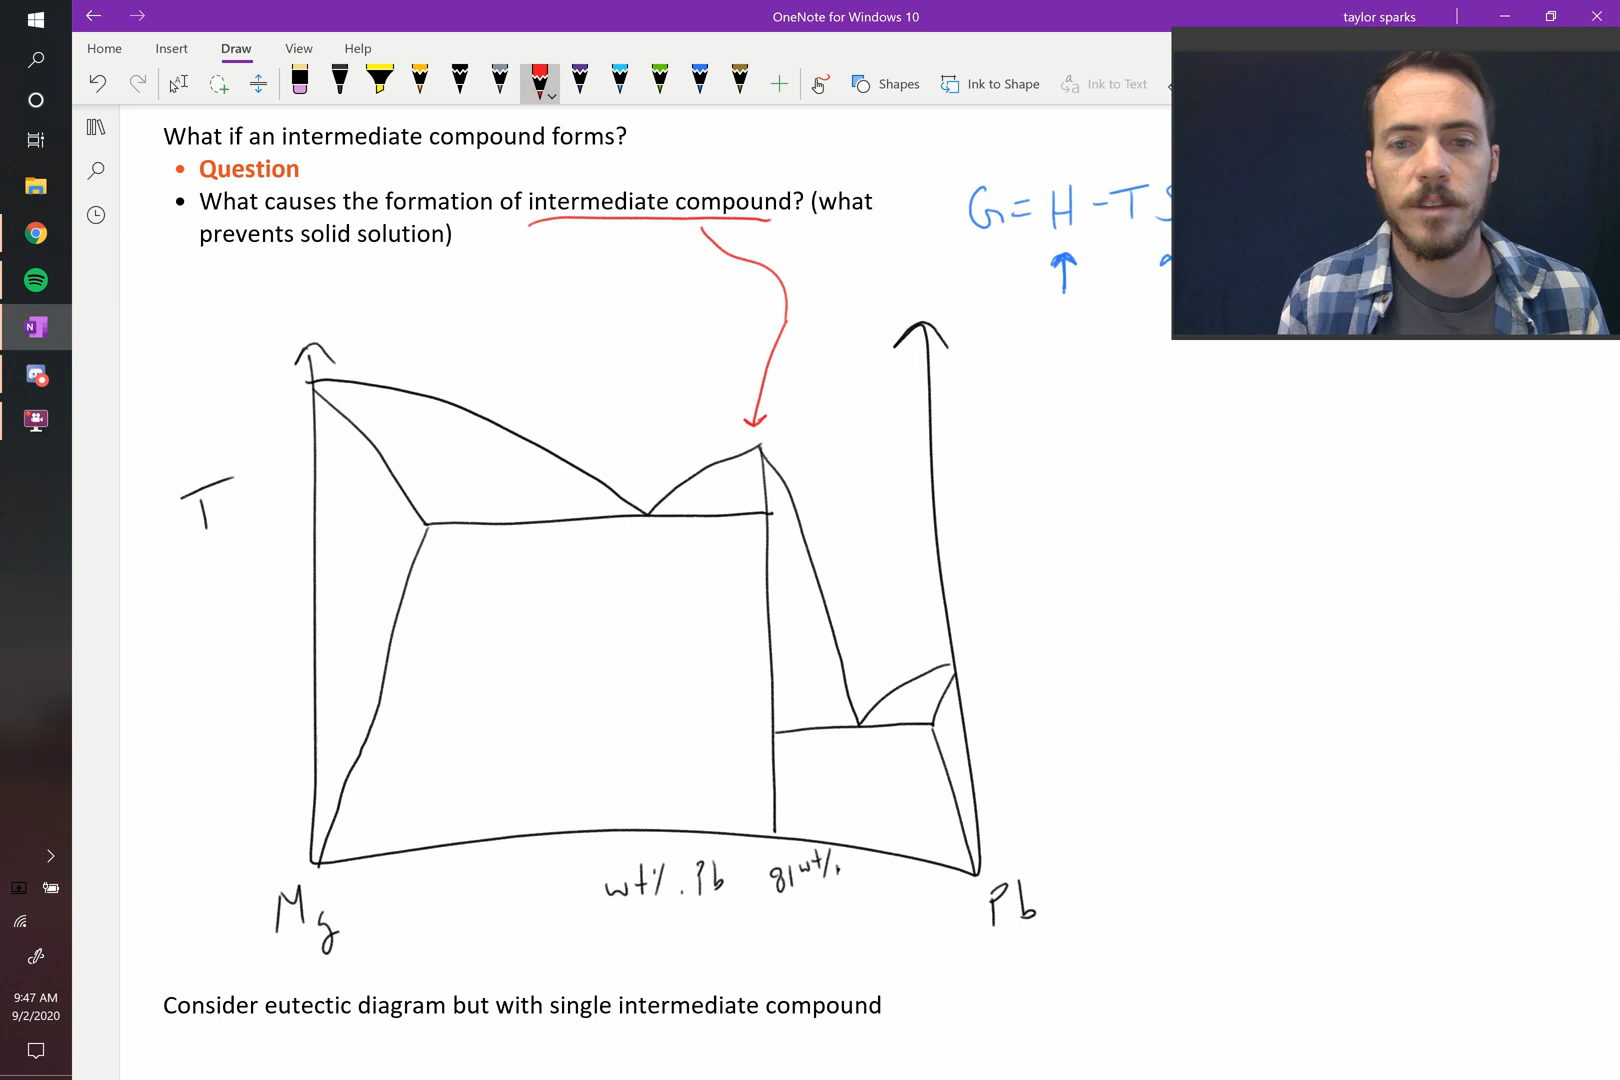 OneNote for Windows 10
taylor sparks
Home Insert Draw View Help
Shapes Ink to Shape Ink to Text
What if an intermediate compound forms?
• Question
• What causes the formation of intermediate compound? (what
prevents solid solution)
G = H - T
T
wt%. Pb 81wt%.
Mg
Pb
Consider eutectic diagram but with single intermediate compound
9:47 AM
9/2/2020